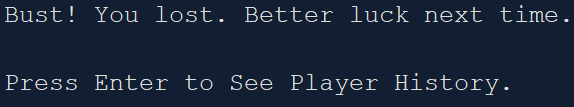 Bust! You lost. Better luck next time.
Press Enter to See Player History.